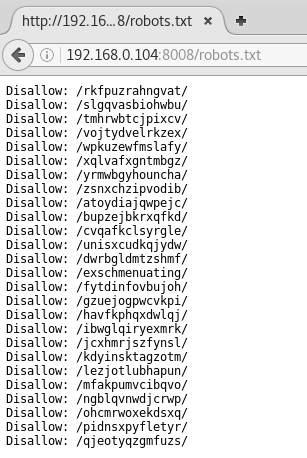 http://192.16...8/robots.txt
192.168.0.104:8008/robots.txt
Disallow: /rkfpuzrahngvat/
Disallow: /slgqvasbiohwbu/
Disallow: /tmhrwbtcjpixcv/
Disallow: /vojtydvelrkzex/
Disallow: /wpkuzewfmslafy/
Disallow: /xqlvafxgntmbgz/
Disallow: /yrmwbgyhouncha/
Disallow: /zsnxchzipvodib/
Disallow: /atoydiajqwpejc/
Disallow: /bupzejbkrxqfkd/
Disallow: /cvqafkclsyrgle/
Disallow: /unisxcudkqjydw/
Disallow: /dwrbgldmtzshmf/
Disallow: /exschmenuating/
Disallow: /fytdinfovbujoh/
Disallow: /gzuejogpwcvkpi/
Disallow: /havfkphqxdwlqj/
Disallow: /ibwglqiryexmrk/
Disallow: /jcxhmrjszfynsl/
Disallow: /kdyinsktagzotm/
Disallow: /lezjotlubhapun/
Disallow: /mfakpumvcibqvo/
Disallow: /ngblqvnwdjcrwp/
Disallow: /ohcmrwoxekdsxq/
Disallow: /pidnsxpyfletyr/
Disallow: /qjeotyqzgmfuzs/